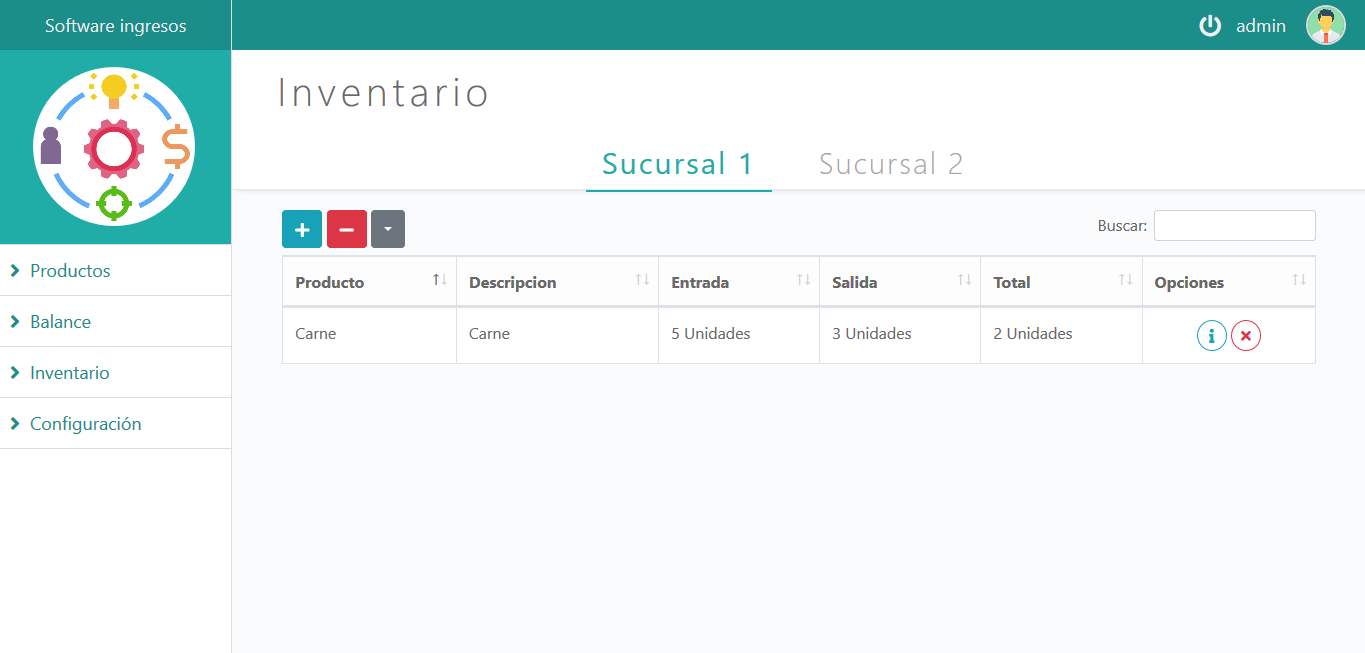 Software ingresos
admin
Inventario
Sucursal 1 Sucursal 2
Buscar:
Productos
Balance
Inventario
Configuración
Producto Descripcion Entrada Salida Total Opciones
Carne Carne 5 Unidades 3 Unidades 2 Unidades